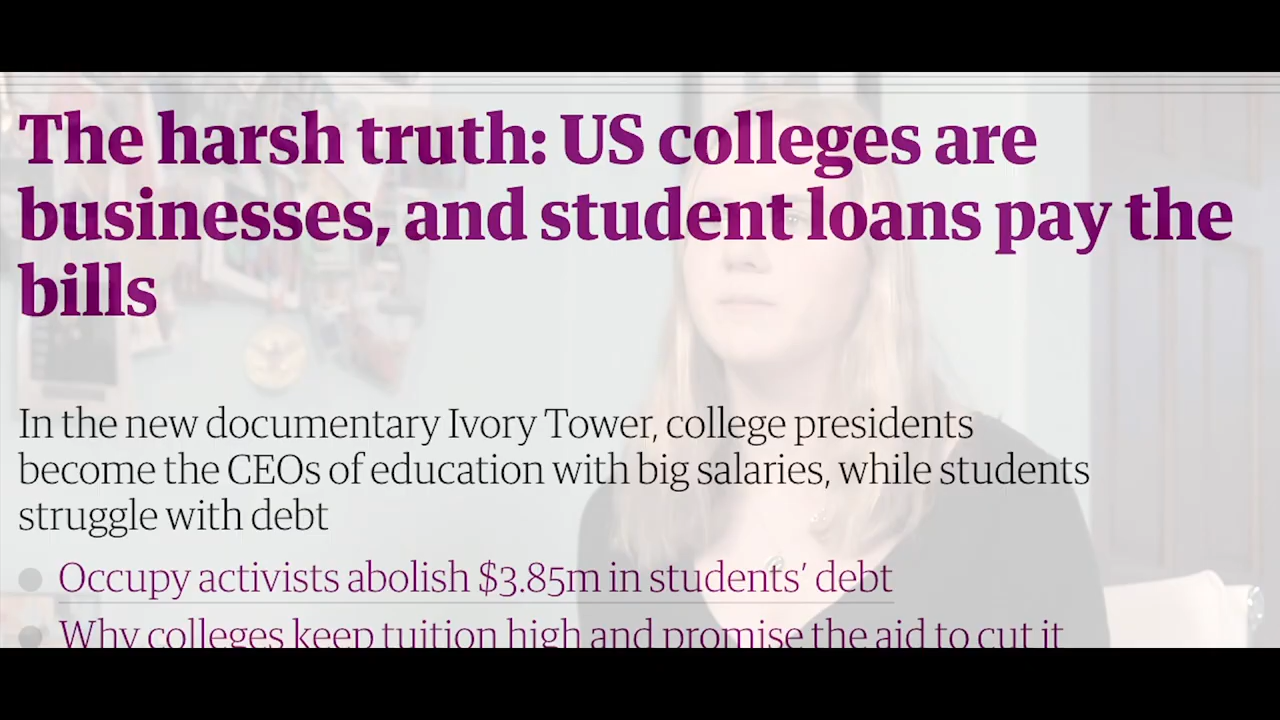 The harsh truth: US colleges are
businesses, and student loans pay the
bills
In the new documentary Ivory Tower, college presidents
become the CEOs of education with big salaries, while students
struggle with debt
Occupy activists abolish $3.85m in students’ debt
Why colleges keep tuition high and promise the aid to cut it